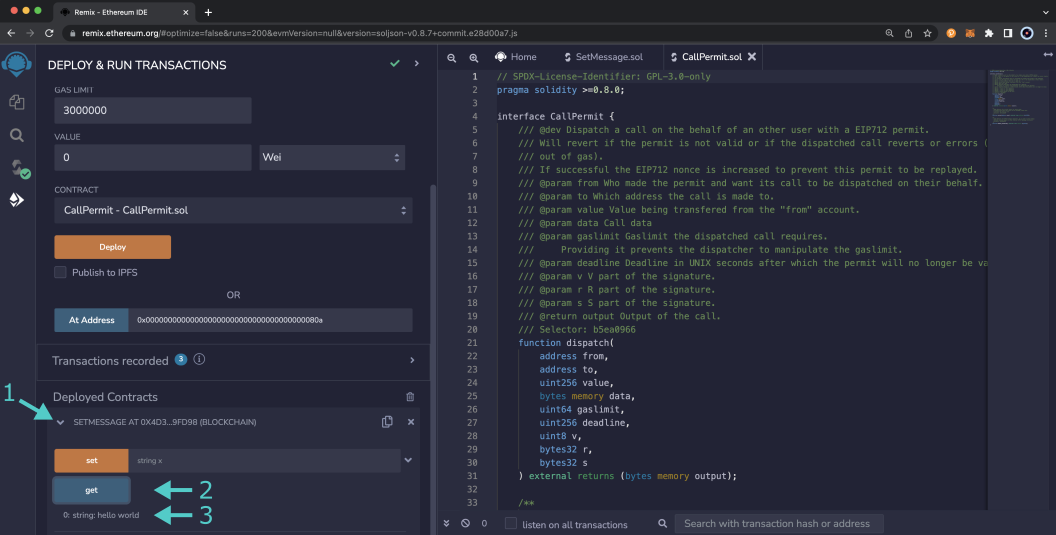 Remix - Ethereum IDE
remix.ethereum.org/#optimize=false&runs=200&evmVersion=null&version=soljson-v0.8.7+commit.e28d00a7.js
DEPLOY & RUN TRANSACTIONS
GAS LIMIT
3000000
VALUE
0
Wei
CONTRACT
CallPermit - CallPermit.sol
Deploy
Publish to IPFS
OR
At Address
0x000000000000000000000000000000000000080a
Transactions recorded 3 i
Deployed Contracts
1
SETMESSAGE AT 0X4D3...9FD98 (BLOCKCHAIN)
set
string x
get
2
0: string: hello world
3
Home
SetMessage.sol
CallPermit.sol
1 // SPDX-License-Identifier: GPL-3.0-only
2 pragma solidity >=0.8.0;
3
4 interface CallPermit {
5 /// @dev Dispatch a call on the behalf of an other user with a EIP712 permit.
6 /// Will revert if the permit is not valid or if the dispatched call reverts or errors (
7 /// out of gas).
8 /// If successful the EIP712 nonce is increased to prevent this permit to be replayed.
9 /// @param from Who made the permit and want its call to be dispatched on their behalf.
10 /// @param to Which address the call is made to.
11 /// @param value Value being transfered from the "from" account.
12 /// @param data Call data
13 /// @param gaslimit Gaslimit the dispatched call requires.
14 /// Providing it prevents the dispatcher to manipulate the gaslimit.
15 /// @param deadline Deadline in UNIX seconds after which the permit will no longer be va
16 /// @param v V part of the signature.
17 /// @param r R part of the signature.
18 /// @param s S part of the signature.
19 /// @return output Output of the call.
20 /// Selector: b5ea0966
21 function dispatch(
22 address from,
23 address to,
24 uint256 value,
25 bytes memory data,
26 uint64 gaslimit,
27 uint256 deadline,
28 uint8 v,
29 bytes32 r,
30 bytes32 s
31 ) external returns (bytes memory output);
32
33 /**
0
listen on all transactions
Search with transaction hash or address